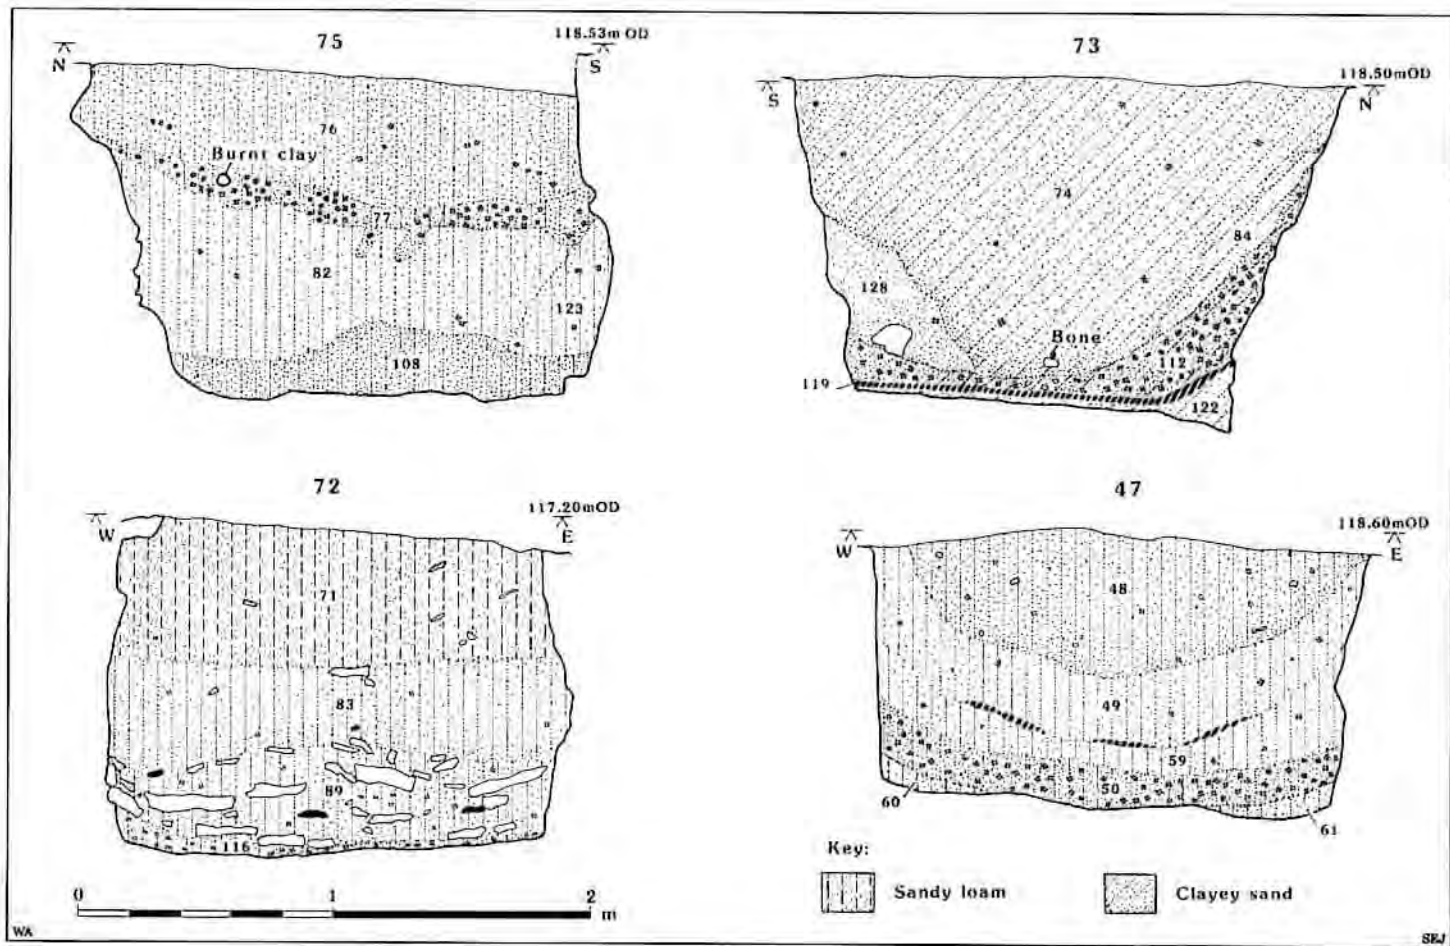 75
118.53m OD
N
S
76
Burnt clay
77
82
123
108
73
118.50mOD
S
N
74
84
128
Bone
112
119
122
72
117.20mOD
W
E
71
83
89
116
47
118.60mOD
W
E
48
49
59
50
60
61
Key:
Sandy loam
Clayey sand
0
1
2
m
WA
SEJ